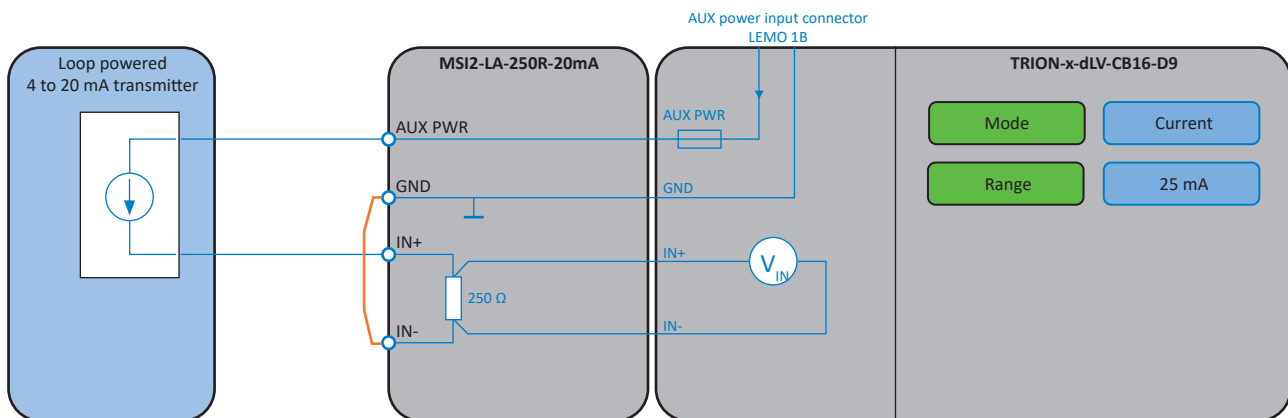 AUX power input connector
LEMO 1B
Loop powered
4 to 20 mA transmitter
MSI2-LA-250R-20mA
TRION-x-dLV-CB16-D9
AUX PWR
AUX PWR
Mode
Current
GND
GND
Range
25 mA
IN+
IN+
VIN
250 Ω
IN-
IN-